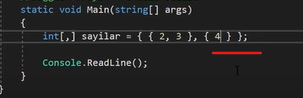 static void Main(string[] args)
{
int[,] sayilar = { { 2, 3 }, { 4 } };
Console.ReadLine();
}